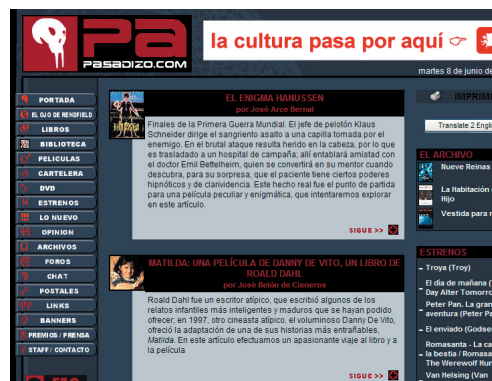 Pa
PASADIZO.COM
la cultura pasa por aquí
martes 8 de junio de
PORTADA
EL OJO DE RENDFIELD
LIBROS
BIBLIOTECA
PELICULAS
CARTELERA
DVD
ESTRENOS
LO NUEVO
OPINION
ARCHIVOS
FOROS
CHAT
POSTALES
LINKS
BANNERS
PREMIOS / PRENSA
STAFF / CONTACTO
EL ENIGMA HANUSSEN
por José Arce Bernal
Finales de la Primera Guerra Mundial. El jefe de pelotón Klaus
Schneider dirige el sangriento asalto a una capilla tomada por el
enemigo. En el brutal ataque resulta herido en la cabeza, por lo que
es trasladado a un hospital de campaña; allí entablará amistad con
el doctor Emil Bettelheim, quien se convertirá en su mentor cuando
descubra, para su sorpresa, que el paciente tiene ciertos poderes
hipnóticos y de clarividencia. Este hecho real fue el punto de partida
para una película peculiar y enigmática, que intentaremos explorar
en este artículo.
SIGUE >>
MATILDA: UNA PELÍCULA DE DANNY DE VITO, UN LIBRO DE
ROALD DAHL
por José Belón de Cisneros
Roald Dahl fue un escritor atípico, que escribió algunos de los
relatos infantiles más inteligentes y maduros que se hayan podido
ofrecer; en 1997, otro cineasta atípico, el voluminoso Danny De Vito,
ofreció la adaptación de una de sus historias más entrañables,
Matilda. En este artículo efectuamos un apasionante viaje al libro y a
la película
SIGUE >>
IMPRIMI
Translate 2 Engli
EL ARCHIVO
Nueve Reinas
La Habitación
Hijo
Vestida para
ESTRENOS
Troya (Troy)
El día de mañana (
Day After Tomorro
Peter Pan. La gran
aventura (Peter Pa
El enviado (Godse
Romasanta - La ca
la bestia / Romasa
The Werewolf Hun
Van Helsing (Van